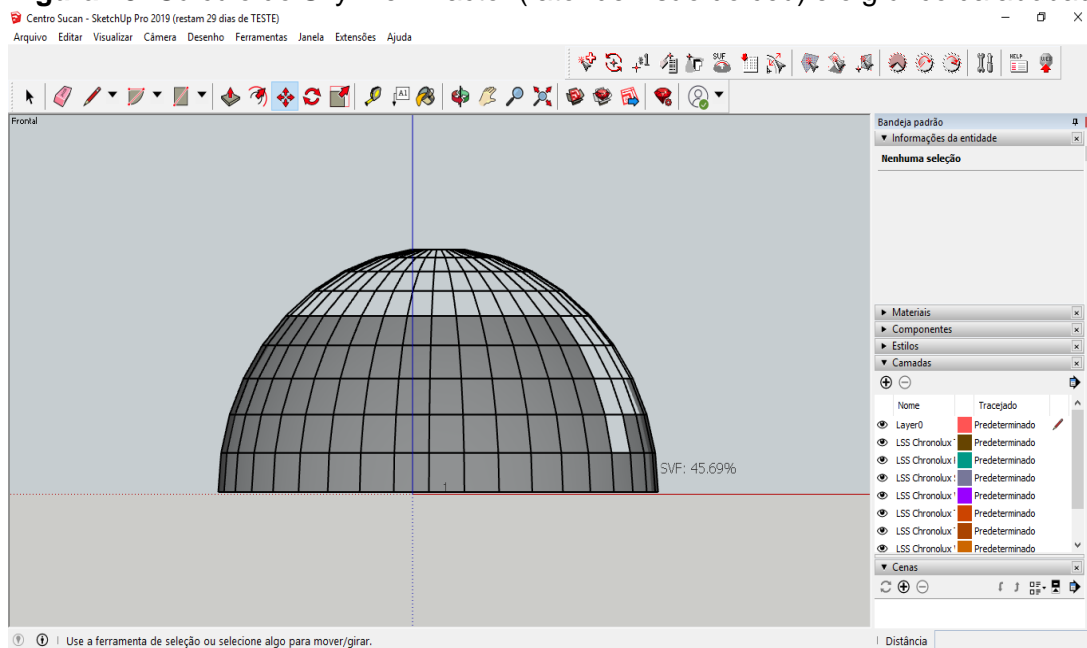 Centro Sucan - SketchUp Pro 2019 (restam 29 dias de TESTE)
Arquivo Editar Visualizar Câmera Desenho Ferramentas Janela Extensões Ajuda
Frontal
SVF: 45.69%
1
Bandeja padrão
Informações da entidade
Nenhuma seleção
Materiais
Componentes
Estilos
Camadas
Nome Tracejado
Layer0 Predeterminado
LSS Chronolux Predeterminado
LSS Chronolux Predeterminado
LSS Chronolux Predeterminado
LSS Chronolux Predeterminado
LSS Chronolux Predeterminado
LSS Chronolux Predeterminado
LSS Chronolux Predeterminado
Cenas
Use a ferramenta de seleção ou selecione algo para mover/girar.
Distância